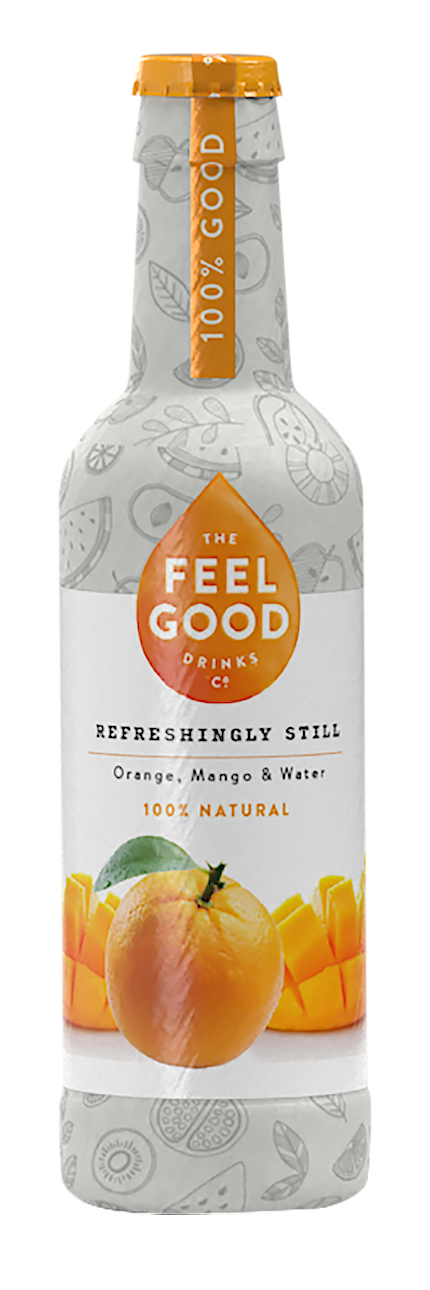 100% GOOD
THE
FEEL
GOOD
DRINKS
Cº
REFRESHINGLY STILL
Orange, Mango & Water
100% NATURAL